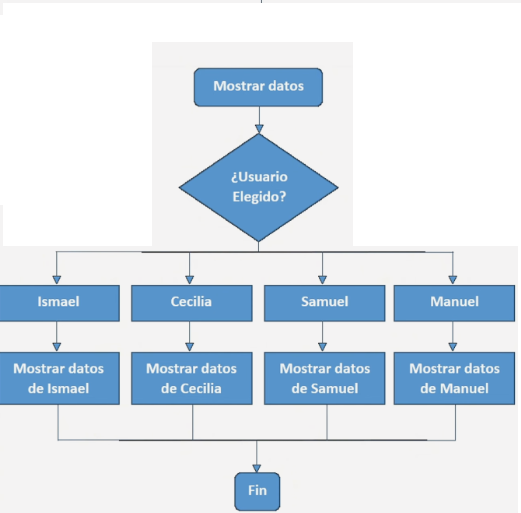 Mostrar datos
¿Usuario
Elegido?
Ismael
Cecilia
Samuel
Manuel
Mostrar datos
de Ismael
Mostrar datos
de Cecilia
Mostrar datos
de Samuel
Mostrar datos
de Manuel
Fin